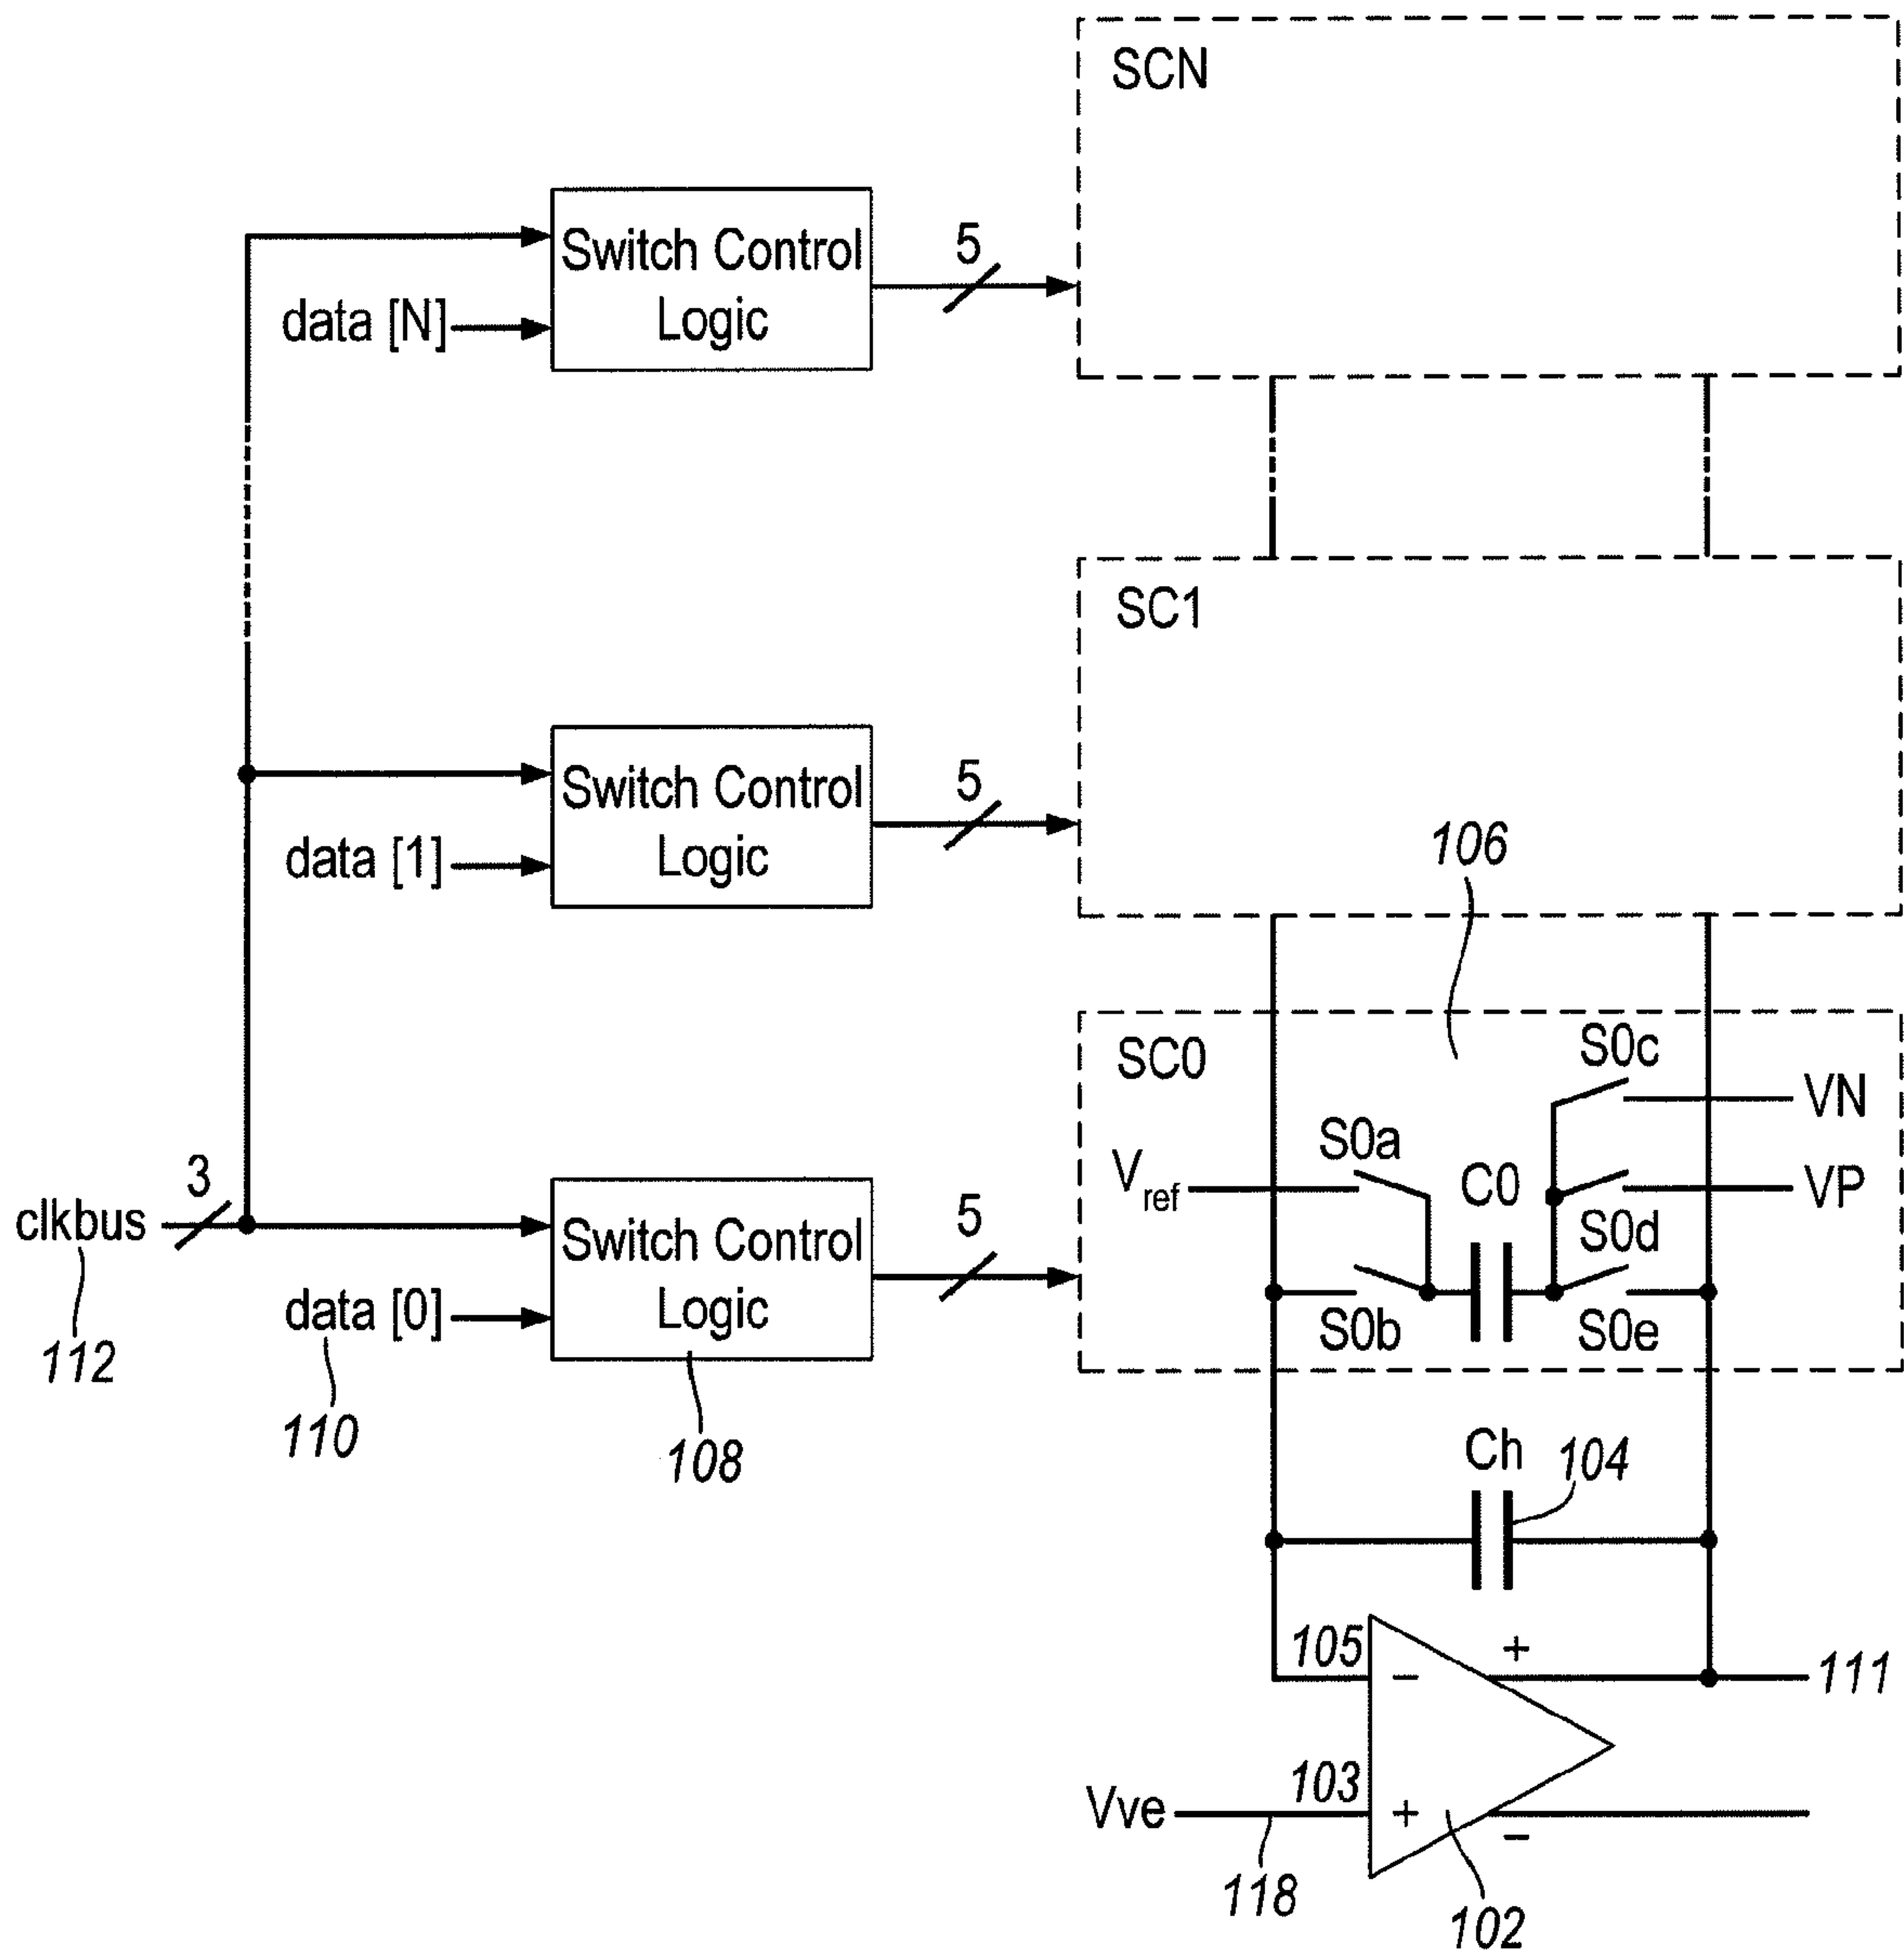 SCN
5
Switch Control
Logic
data [N]
SC1
5
Switch Control
Logic
data [1]
106
SC0
S0c
VN
S0a
Vref
C0
VP
3
clkbus
5
Switch Control
Logic
S0d
data [0]
S0b
S0e
112
110
108
Ch
104
105
+
−
111
103
Vve
+
−
118
102